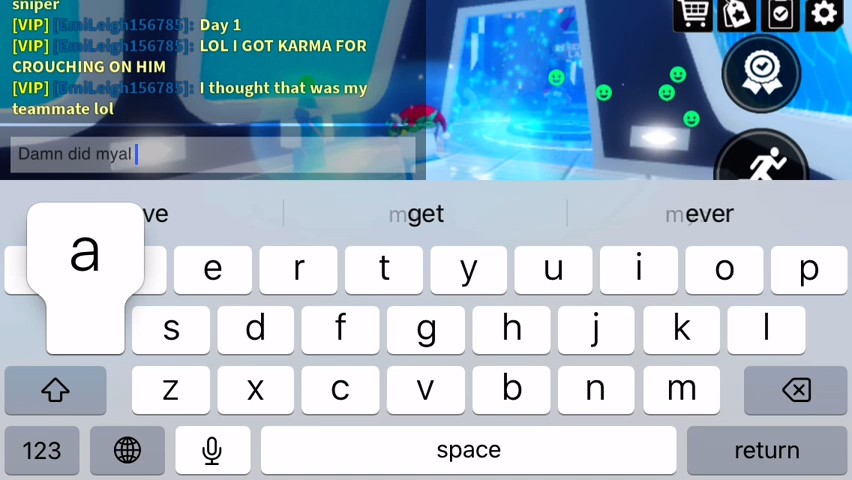 sniper
[VIP] [EmiLeigh156785]: Day 1
[VIP] [EmiLeigh156785]: LOL I GOT KARMA FOR
CROUCHING ON HIM
[VIP] [EmiLeigh156785]: I thought that was my
teammate lol
Damn did myal
ve mget mever
a e r t y u i o p
s d f g h j k l
z x c v b n m
123 space return